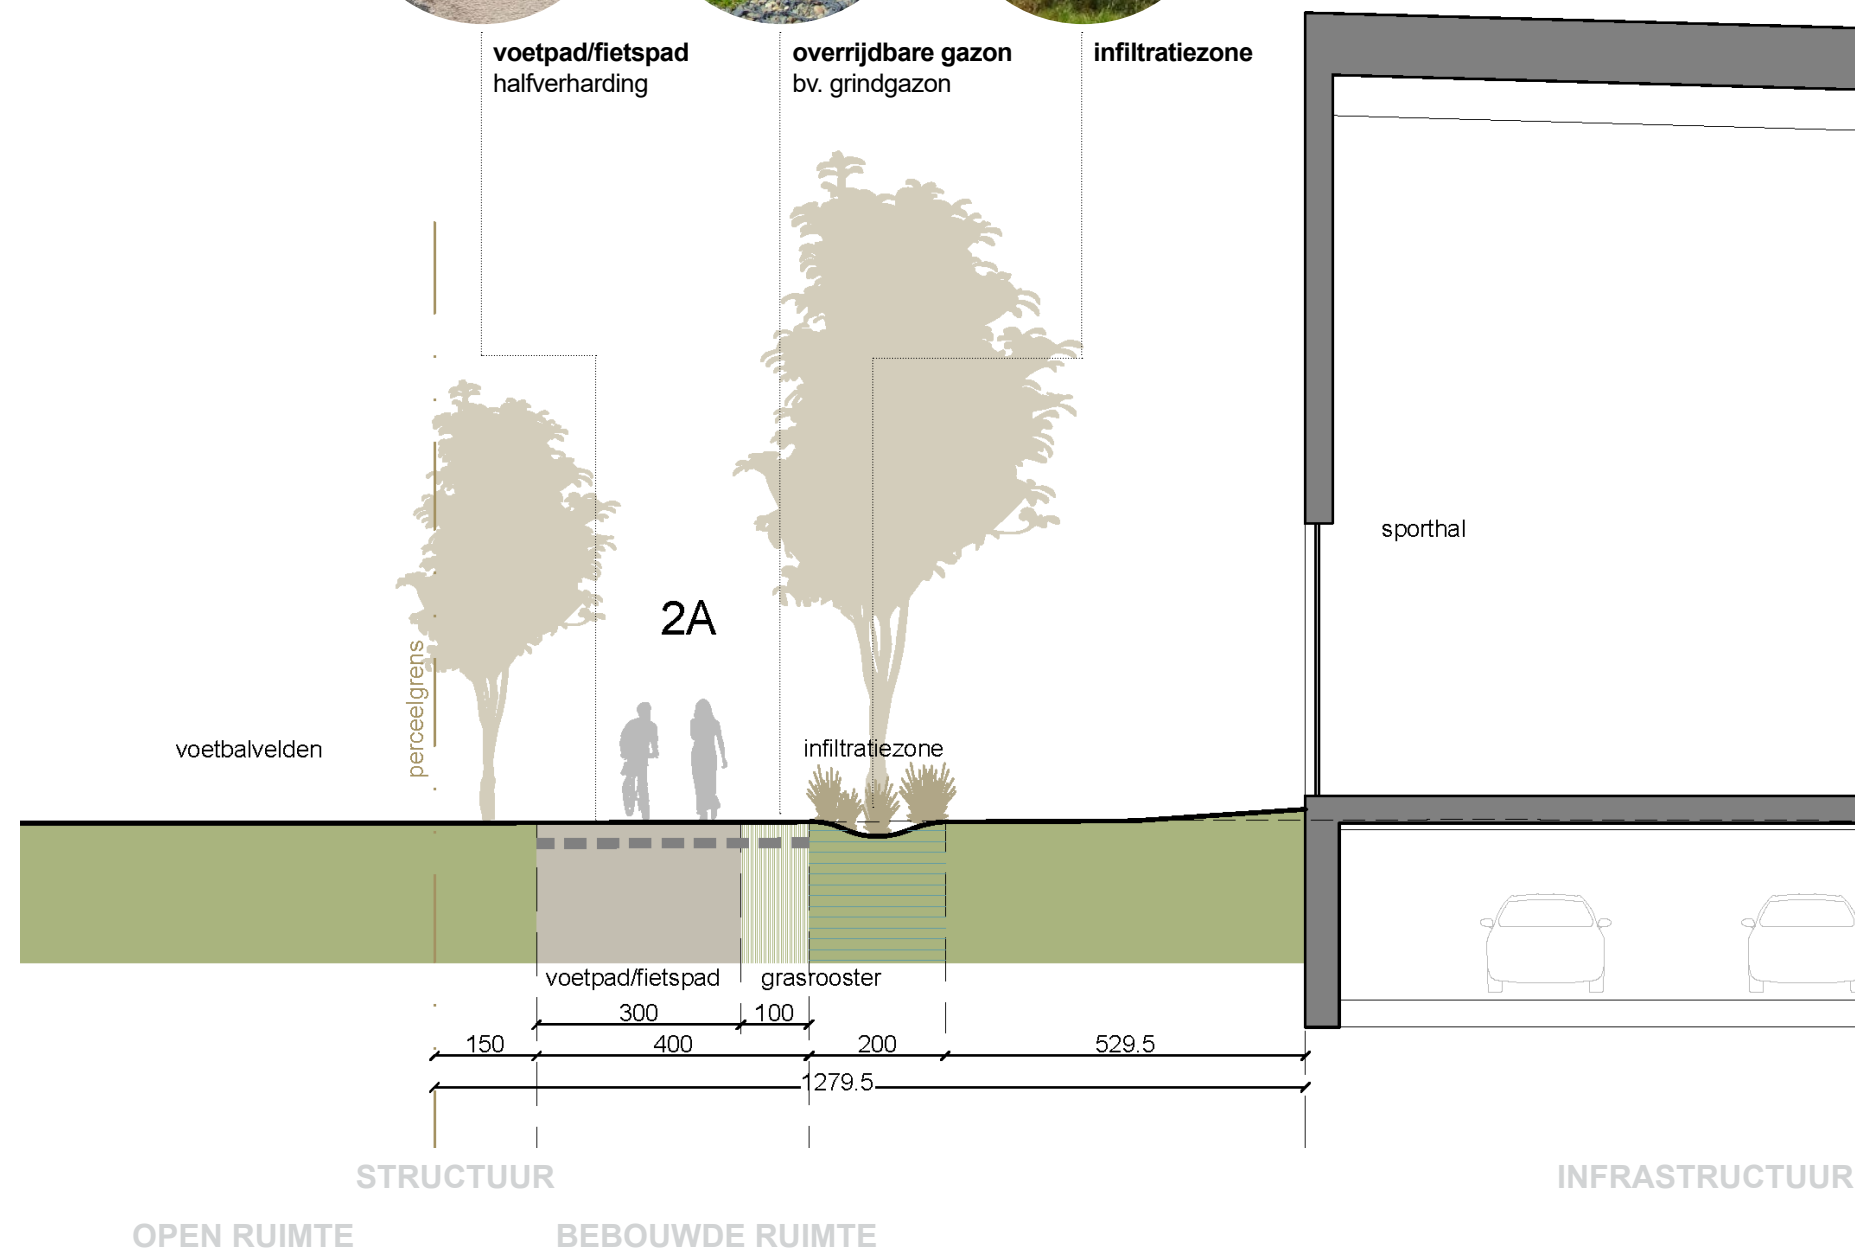 voetpad/fietspad
halfverharding
overrijdbare gazon
bv. grindgazon
infiltratiezone
sporthal
2A
perceelgrens
voetbalvelden
infiltratiezone
voetpad/fietspad
grasrooster
300
100
150
400
200
529.5
1279.5
STRUCTUUR
INFRASTRUCTUUR
OPEN RUIMTE
BEBOUWDE RUIMTE